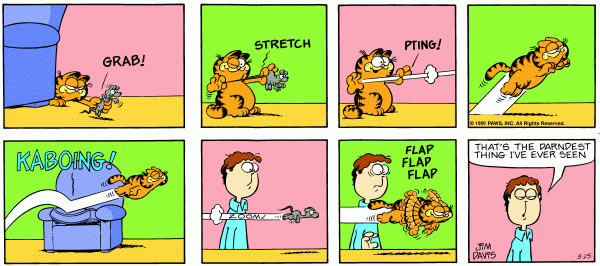 GRAB!
STRETCH
PTING!
© 1980 PAWS, INC. All Rights Reserved.
KABOING!
ZOOM!
FLAP
FLAP
FLAP
THAT'S THE DARNDEST
THING I'VE EVER SEEN
JIM
DAVIS
5-25